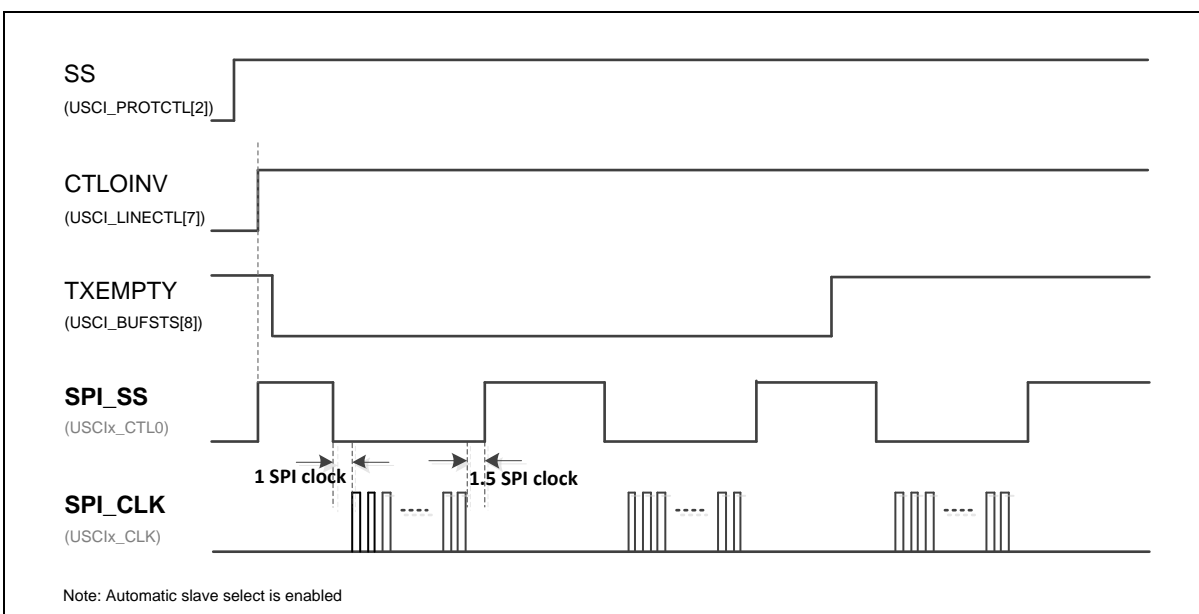 SS
(USCI_PROTCTL[2])
CTLOINV
(USCI_LINECTL[7])
TXEMPTY
(USCI_BUFSTS[8])
SPI_SS
(USCIx_CTL0)
1 SPI clock
1.5 SPI clock
SPI_CLK
(USCIx_CLK)
Note: Automatic slave select is enabled